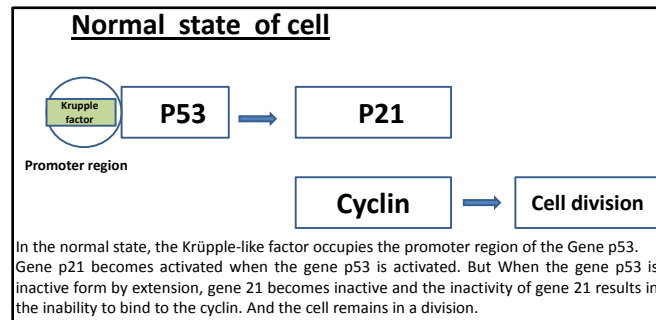 Normal state of cell
Krupple
factor
P53
P21
Promoter region
Cyclin
Cell division
In the normal state, the Krüpple-like factor occupies the promoter region of the Gene p53.
Gene p21 becomes activated when the gene p53 is activated. But When the gene p53 is
inactive form by extension, gene 21 becomes inactive and the inactivity of gene 21 results in
the inability to bind to the cyclin. And the cell remains in a division.